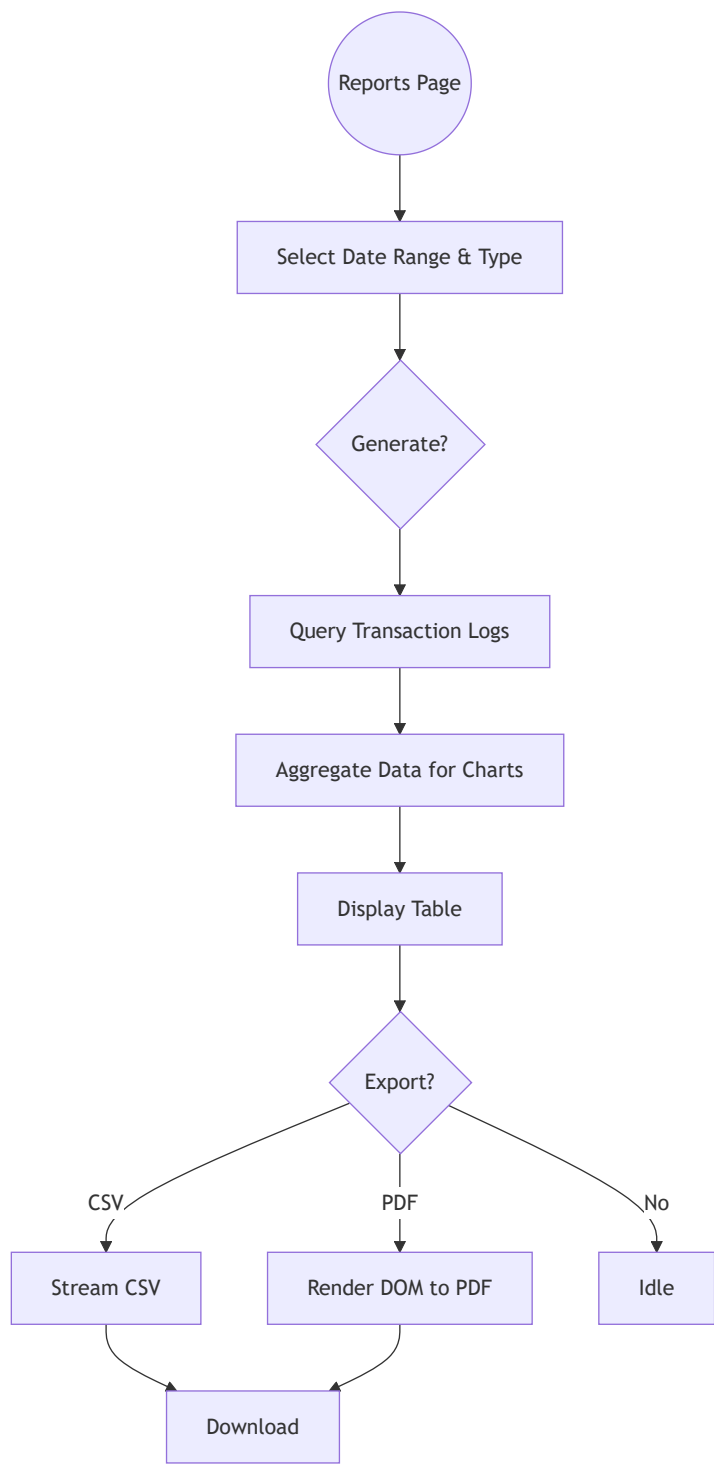 Reports Page
Select Date Range & Type
Generate?
Query Transaction Logs
Aggregate Data for Charts
Display Table
Export?
CSV
PDF
No
Stream CSV
Render DOM to PDF
Idle
Download